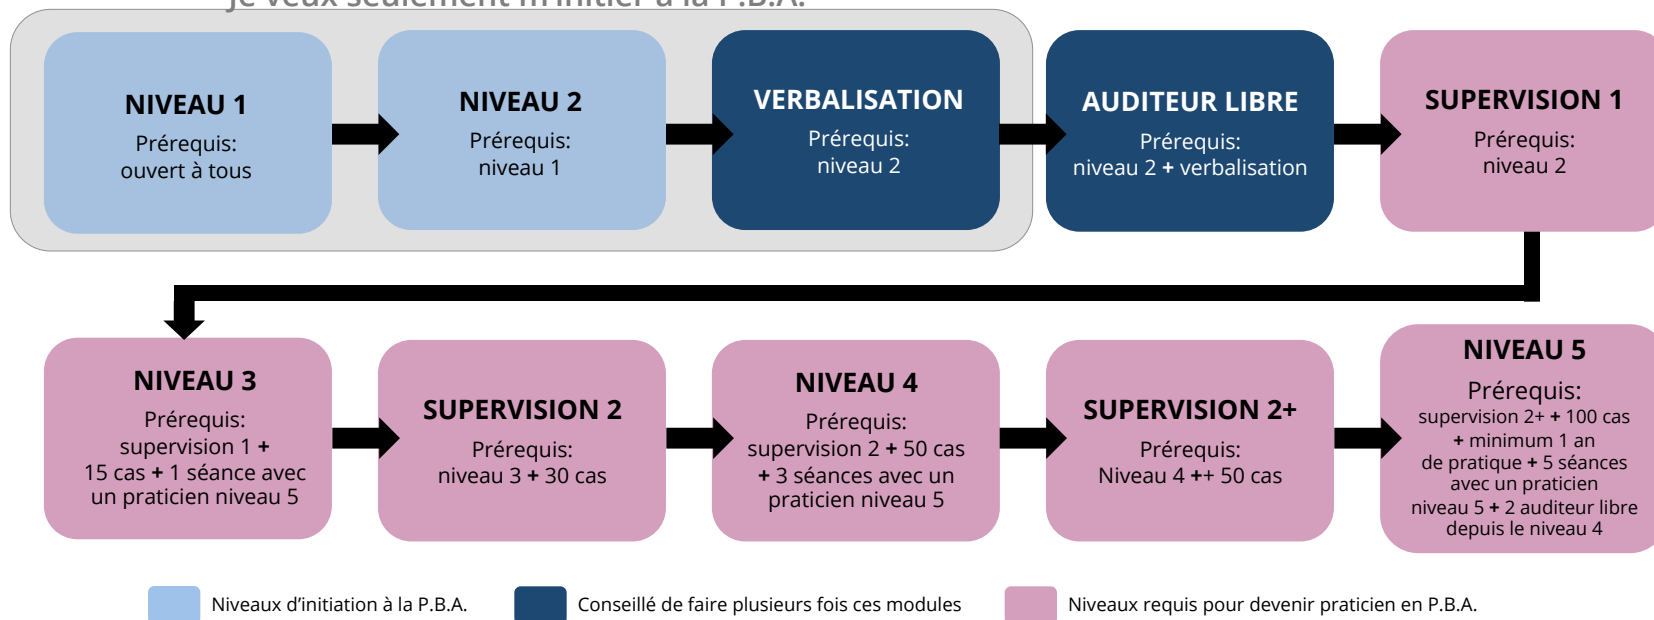 je veux seulement m'initier à la P.B.A.
NIVEAU 1
Prérequis:
ouvert à tous
NIVEAU 2
Prérequis:
niveau 1
VERBALISATION
Prérequis:
niveau 2
AUDITEUR LIBRE
Prérequis:
niveau 2 + verbalisation
SUPERVISION 1
Prérequis:
niveau 2
NIVEAU 3
Prérequis:
supervision 1 +
15 cas + 1 séance avec
un praticien niveau 5
SUPERVISION 2
Prérequis:
niveau 3 + 30 cas
NIVEAU 4
Prérequis:
supervision 2 + 50 cas
+ 3 séances avec un
praticien niveau 5
SUPERVISION 2+
Prérequis:
Niveau 4 ++ 50 cas
NIVEAU 5
Prérequis:
supervision 2+ + 100 cas
+ minimum 1 an
de pratique + 5 séances
avec un praticien
niveau 5 + 2 auditeur libre
depuis le niveau 4
Niveaux d'initiation à la P.B.A.
Conseillé de faire plusieurs fois ces modules
Niveaux requis pour devenir praticien en P.B.A.